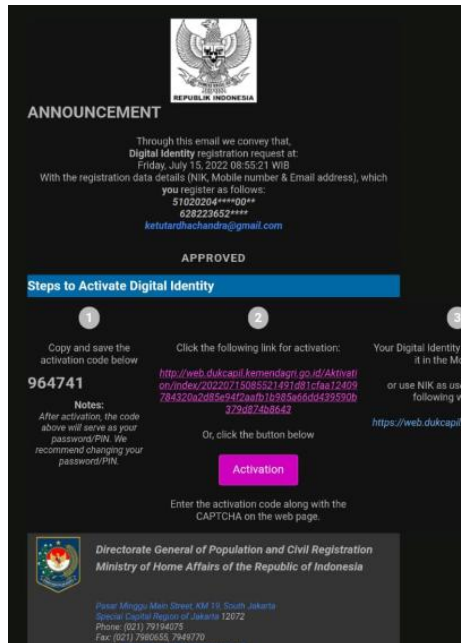 REPUBLIK INDONESIA
ANNOUNCEMENT
Through this email we convey that,
Digital Identity registration request at:
Friday, July 15, 2022 08:55:21 WIB
With the registration data details (NIK, Mobile number & Email address), which
you register as follows:
51020204****00**
628223652****
ketutardhachandra@gmail.com
APPROVED
Steps to Activate Digital Identity
1
Copy and save the
activation code below
964741
Notes:
After activation, the code
above will serve as your
password/PIN. We
recommend changing your
password/PIN.
2
Click the following link for activation:
http://web.dukcapil.kemendagri.go.id/Aktivati
on/index/20220715085521491d81cfaa12409
784320a2d85e94f2aafb1b985a66dd439590b
379d874b8643
Or, click the button below
Activation
Enter the activation code along with the
CAPTCHA on the web page.
3
Your Digital Identity
it in the Mo
or use NIK as use
following w
https://web.dukcapil
Directorate General of Population and Civil Registration
Ministry of Home Affairs of the Republic of Indonesia
Pasar Minggu Main Street, KM 19, South Jakarta
Special Capital Region of Jakarta 12072
Phone: (021) 79194075
Fax: (021) 7980655, 7949770